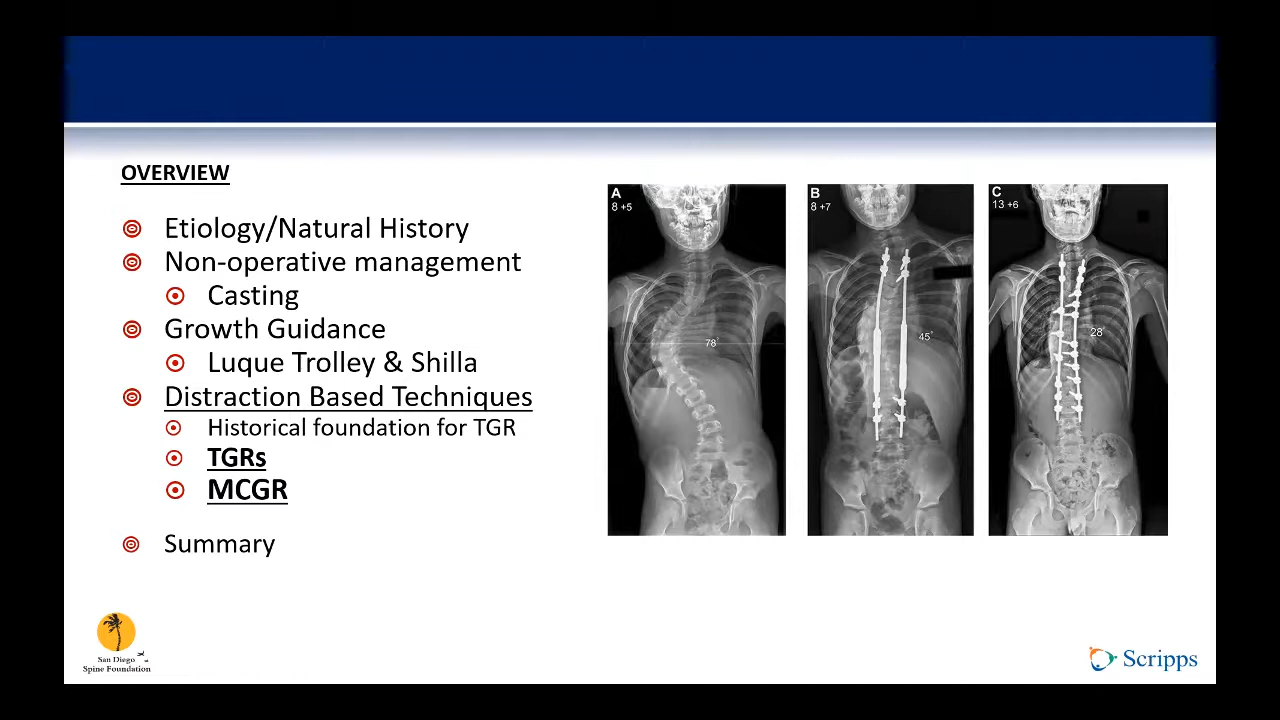 OVERVIEW
Etiology/Natural History
Non-operative management
Casting
Growth Guidance
Luque Trolley & Shilla
Distraction Based Techniques
Historical foundation for TGR
TGRs
MCGR
Summary
A
8 +5
78°
B
8 +7
45°
C
13 +6
28°
San Diego
Spine Foundation
Scripps